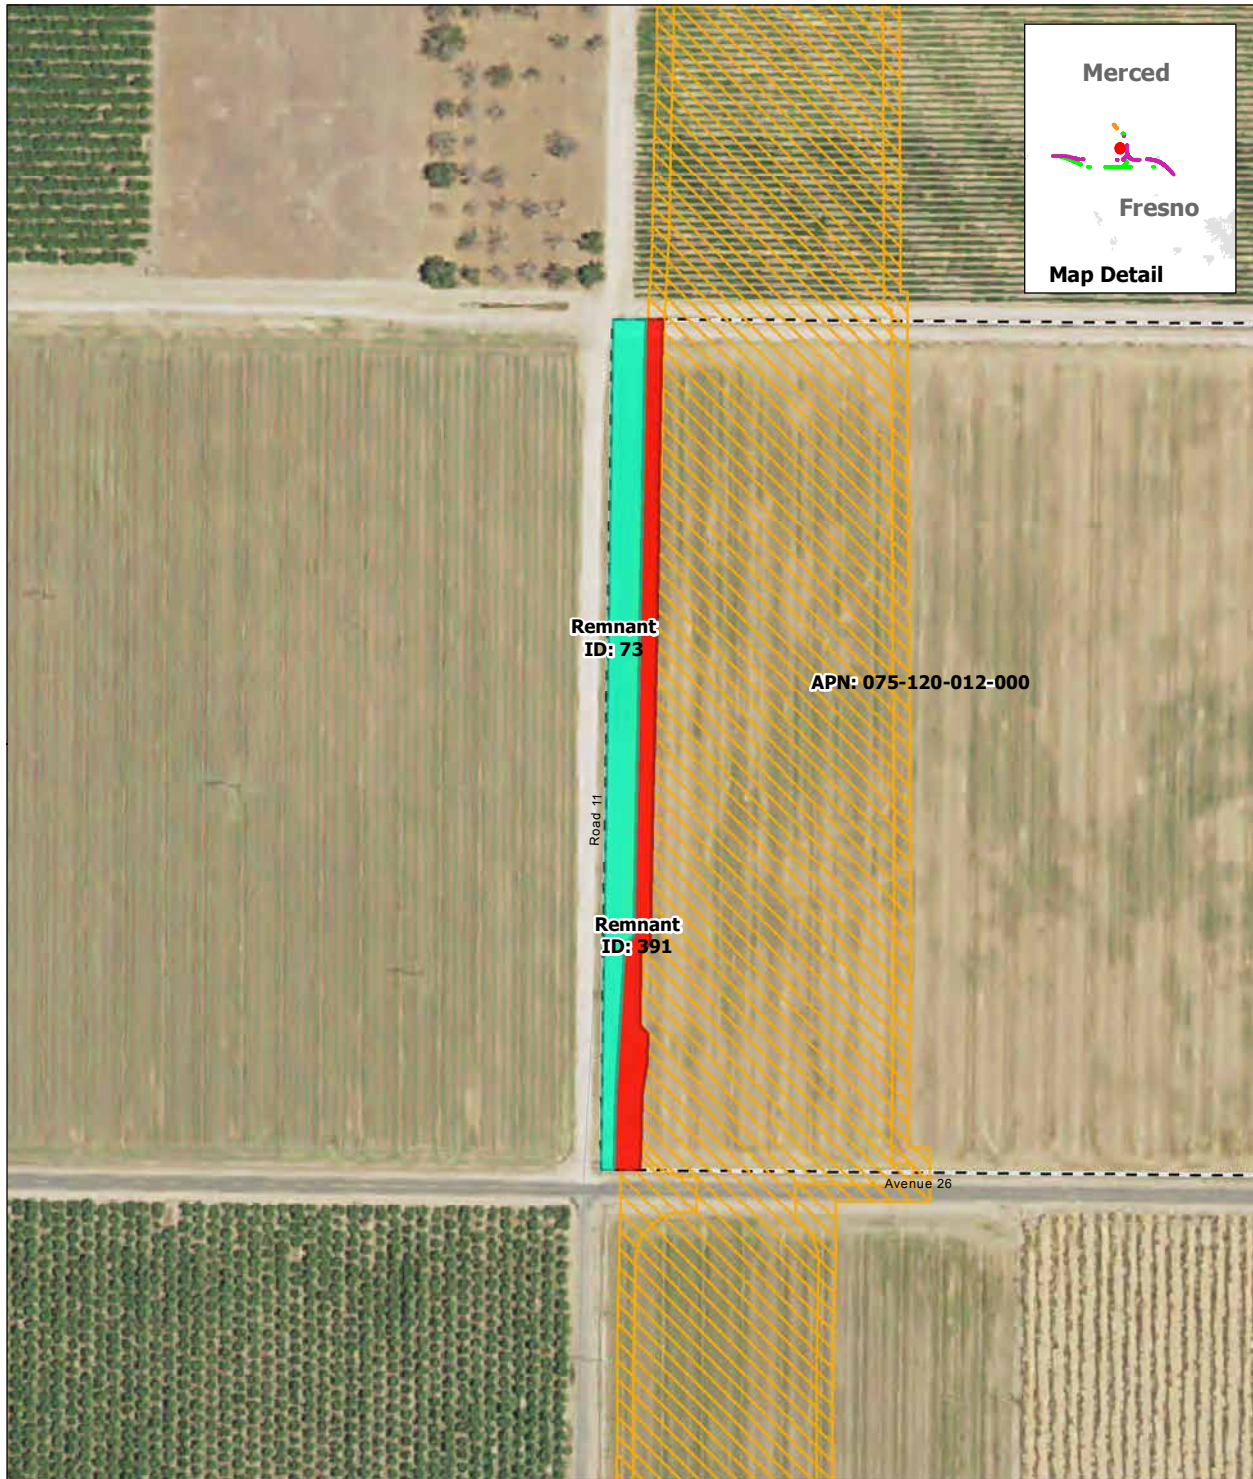 Merced
Fresno
Map Detail
Remnant
ID: 73
APN: 075-120-012-000
Road 11
Remnant
ID: 391
Avenue 26